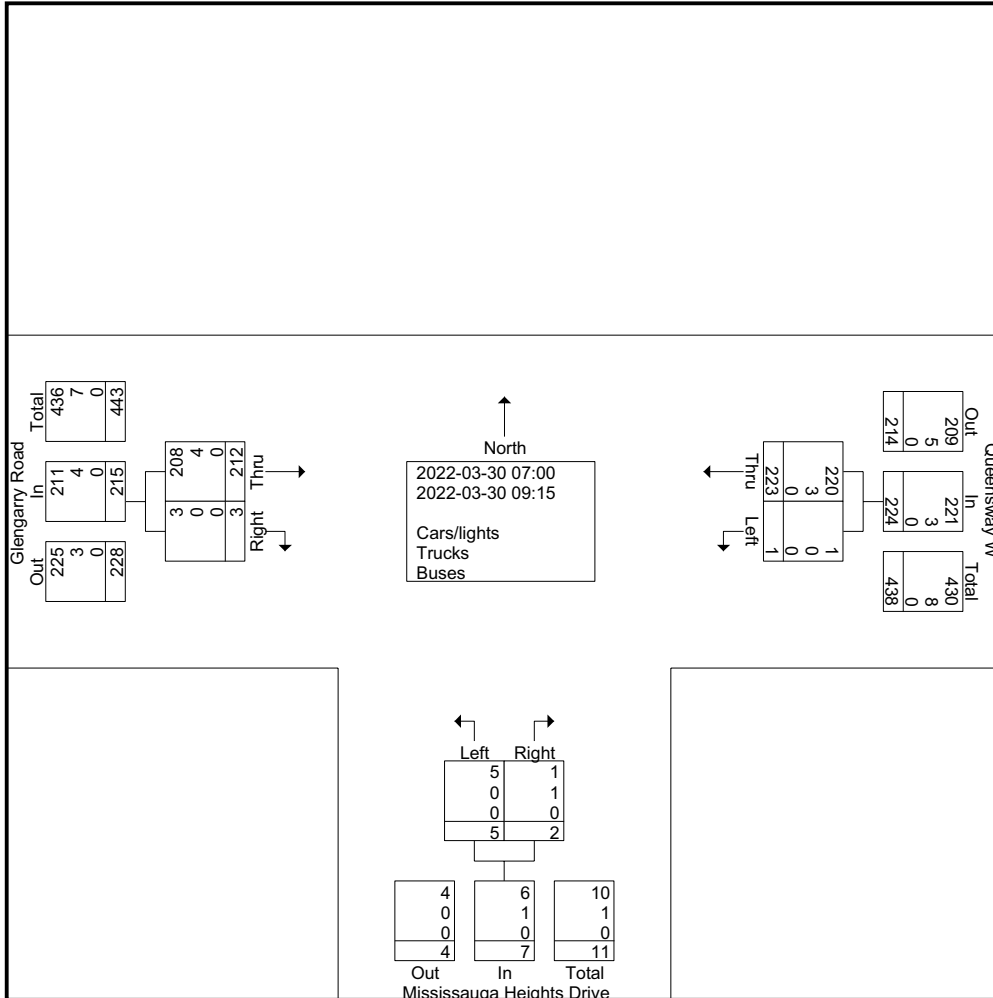 Glengarry Road
Total
436
7
0
443
In
211
4
0
215
Out
225
3
0
228
Thru
208
4
0
212
Right
3
0
0
3
North
2022-03-30 07:00
2022-03-30 09:15
Cars/lights
Trucks
Buses
Queensway W
Out
209
5
0
214
In
221
3
0
224
Total
430
8
0
438
Thru
220
3
0
223
Left
1
0
0
1
Left Right
5 1
0 1
0 0
5 2
4 6 10
0 1 1
0 0 0
4 7 11
Out In Total
Mississauga Heights Drive